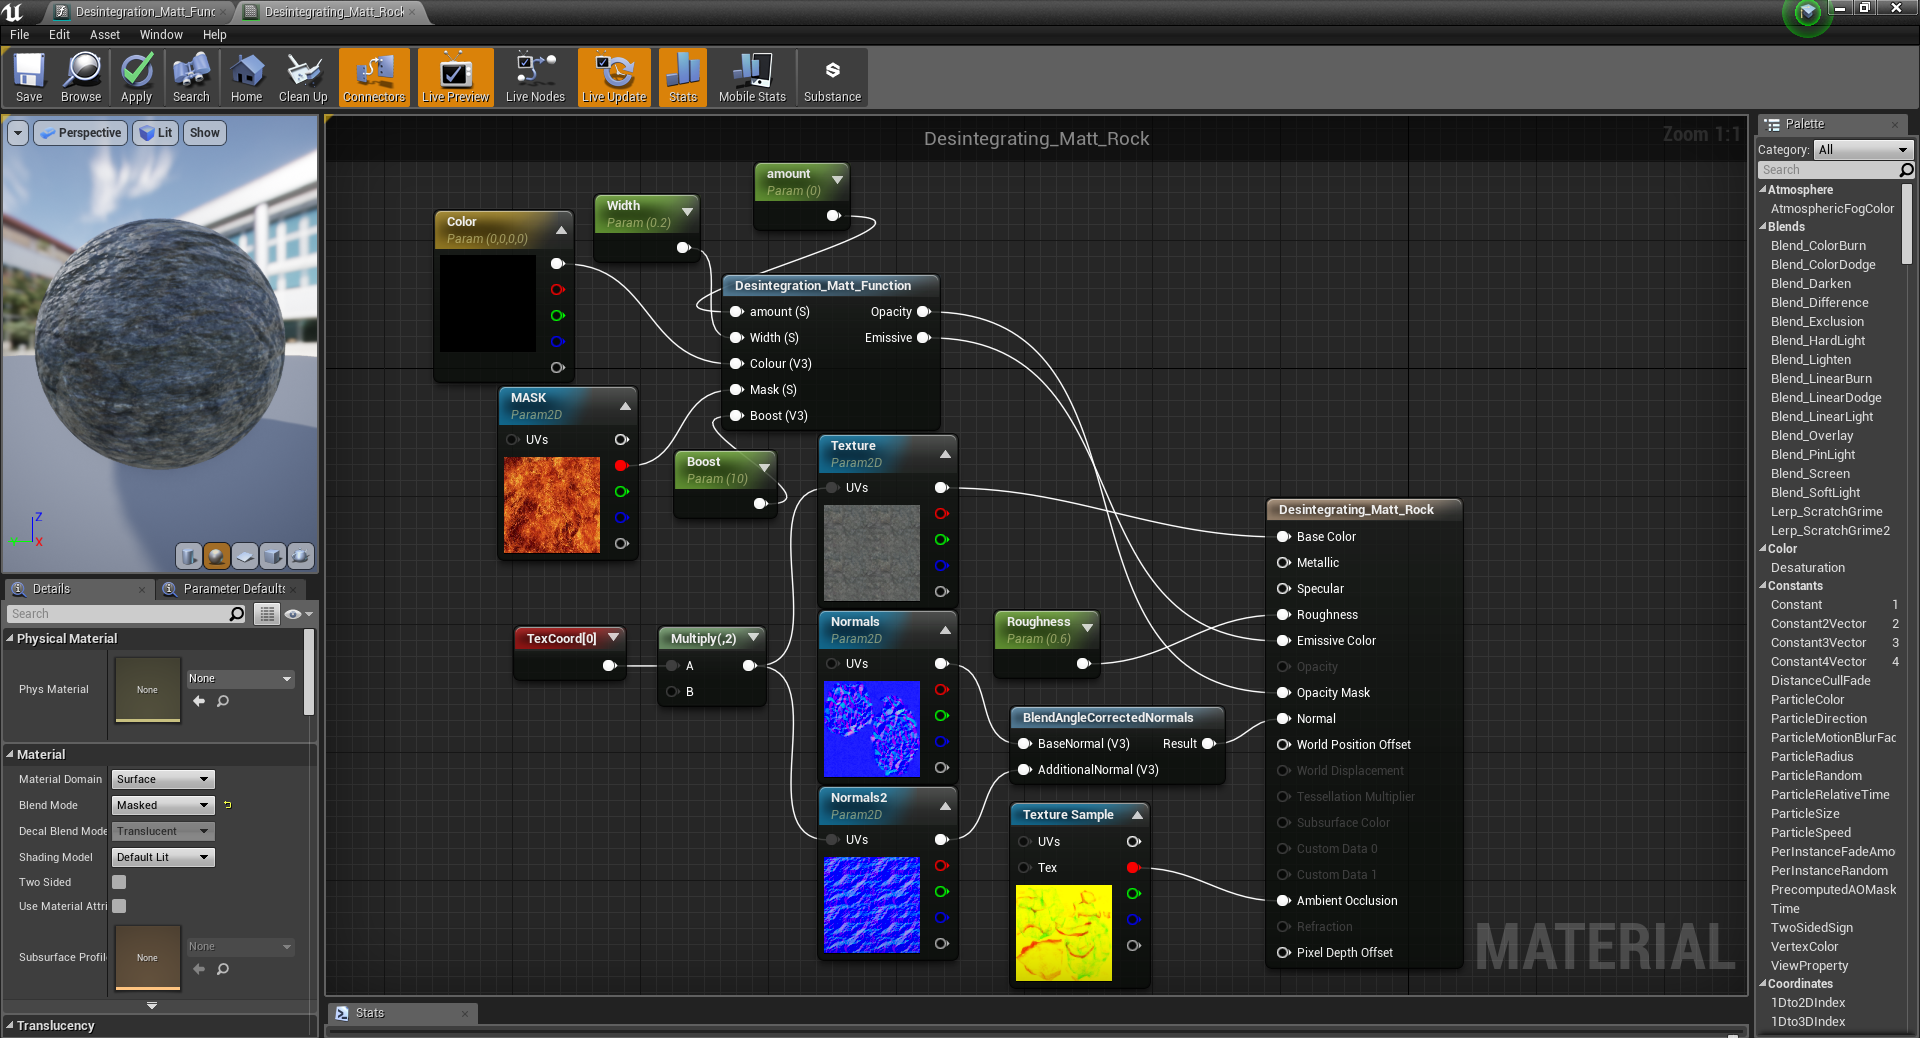 Desintegration_Matt_Func
Desintegrating_Matt_Rock
File Edit Asset Window Help
Save Browse Apply Search Home Clean Up Connectors Live Preview Live Nodes Live Update Stats Mobile Stats Substance
Perspective Lit Show
Z
Y X
Details
Parameter Defaults
Search
Physical Material
Phys Material
None
None
Material
Material Domain Surface
Blend Mode Masked
Decal Blend Mode Translucent
Shading Model Default Lit
Two Sided
Use Material Attri
Subsurface Profil
None
None
Translucency
Desintegrating_Matt_Rock
Zoom 1:1
amount
Param (0)
Width
Param (0.2)
Color
Param (0,0,0,0)
Desintegration_Matt_Function
amount (S) Opacity
Width (S) Emissive
Colour (V3)
Mask (S)
Boost (V3)
MASK
Param2D
UVs
Boost
Param (10)
Texture
Param2D
UVs
TexCoord[0]
Multiply(,2)
A
B
Normals
Param2D
UVs
Roughness
Param (0.6)
Normals2
Param2D
UVs
BlendAngleCorrectedNormals
BaseNormal (V3) Result
AdditionalNormal (V3)
Texture Sample
UVs
Tex
Desintegrating_Matt_Rock
Base Color
Metallic
Specular
Roughness
Emissive Color
Opacity
Opacity Mask
Normal
World Position Offset
World Displacement
Tessellation Multiplier
Subsurface Color
Custom Data 0
Custom Data 1
Ambient Occlusion
Refraction
Pixel Depth Offset
MATERIAL
Stats
Palette
Category: All
Search
Atmosphere
AtmosphericFogColor
Blends
Blend_ColorBurn
Blend_ColorDodge
Blend_Darken
Blend_Difference
Blend_Exclusion
Blend_HardLight
Blend_Lighten
Blend_LinearBurn
Blend_LinearDodge
Blend_LinearLight
Blend_Overlay
Blend_PinLight
Blend_Screen
Blend_SoftLight
Lerp_ScratchGrime
Lerp_ScratchGrime2
Color
Desaturation
Constants
Constant 1
Constant2Vector 2
Constant3Vector 3
Constant4Vector 4
DistanceCullFade
ParticleColor
ParticleDirection
ParticleMotionBlurFac
ParticleRadius
ParticleRandom
ParticleRelativeTime
ParticleSize
ParticleSpeed
PerInstanceFadeAmo
PerInstanceRandom
PrecomputedAOMask
Time
TwoSidedSign
VertexColor
ViewProperty
Coordinates
1Dto2DIndex
1Dto3DIndex